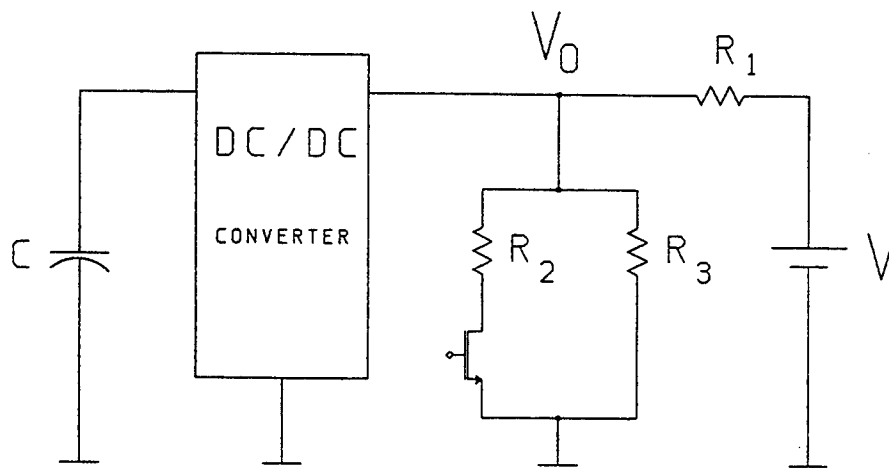 V0
R1
DC/DC
CONVERTER
C
R2
R3
V